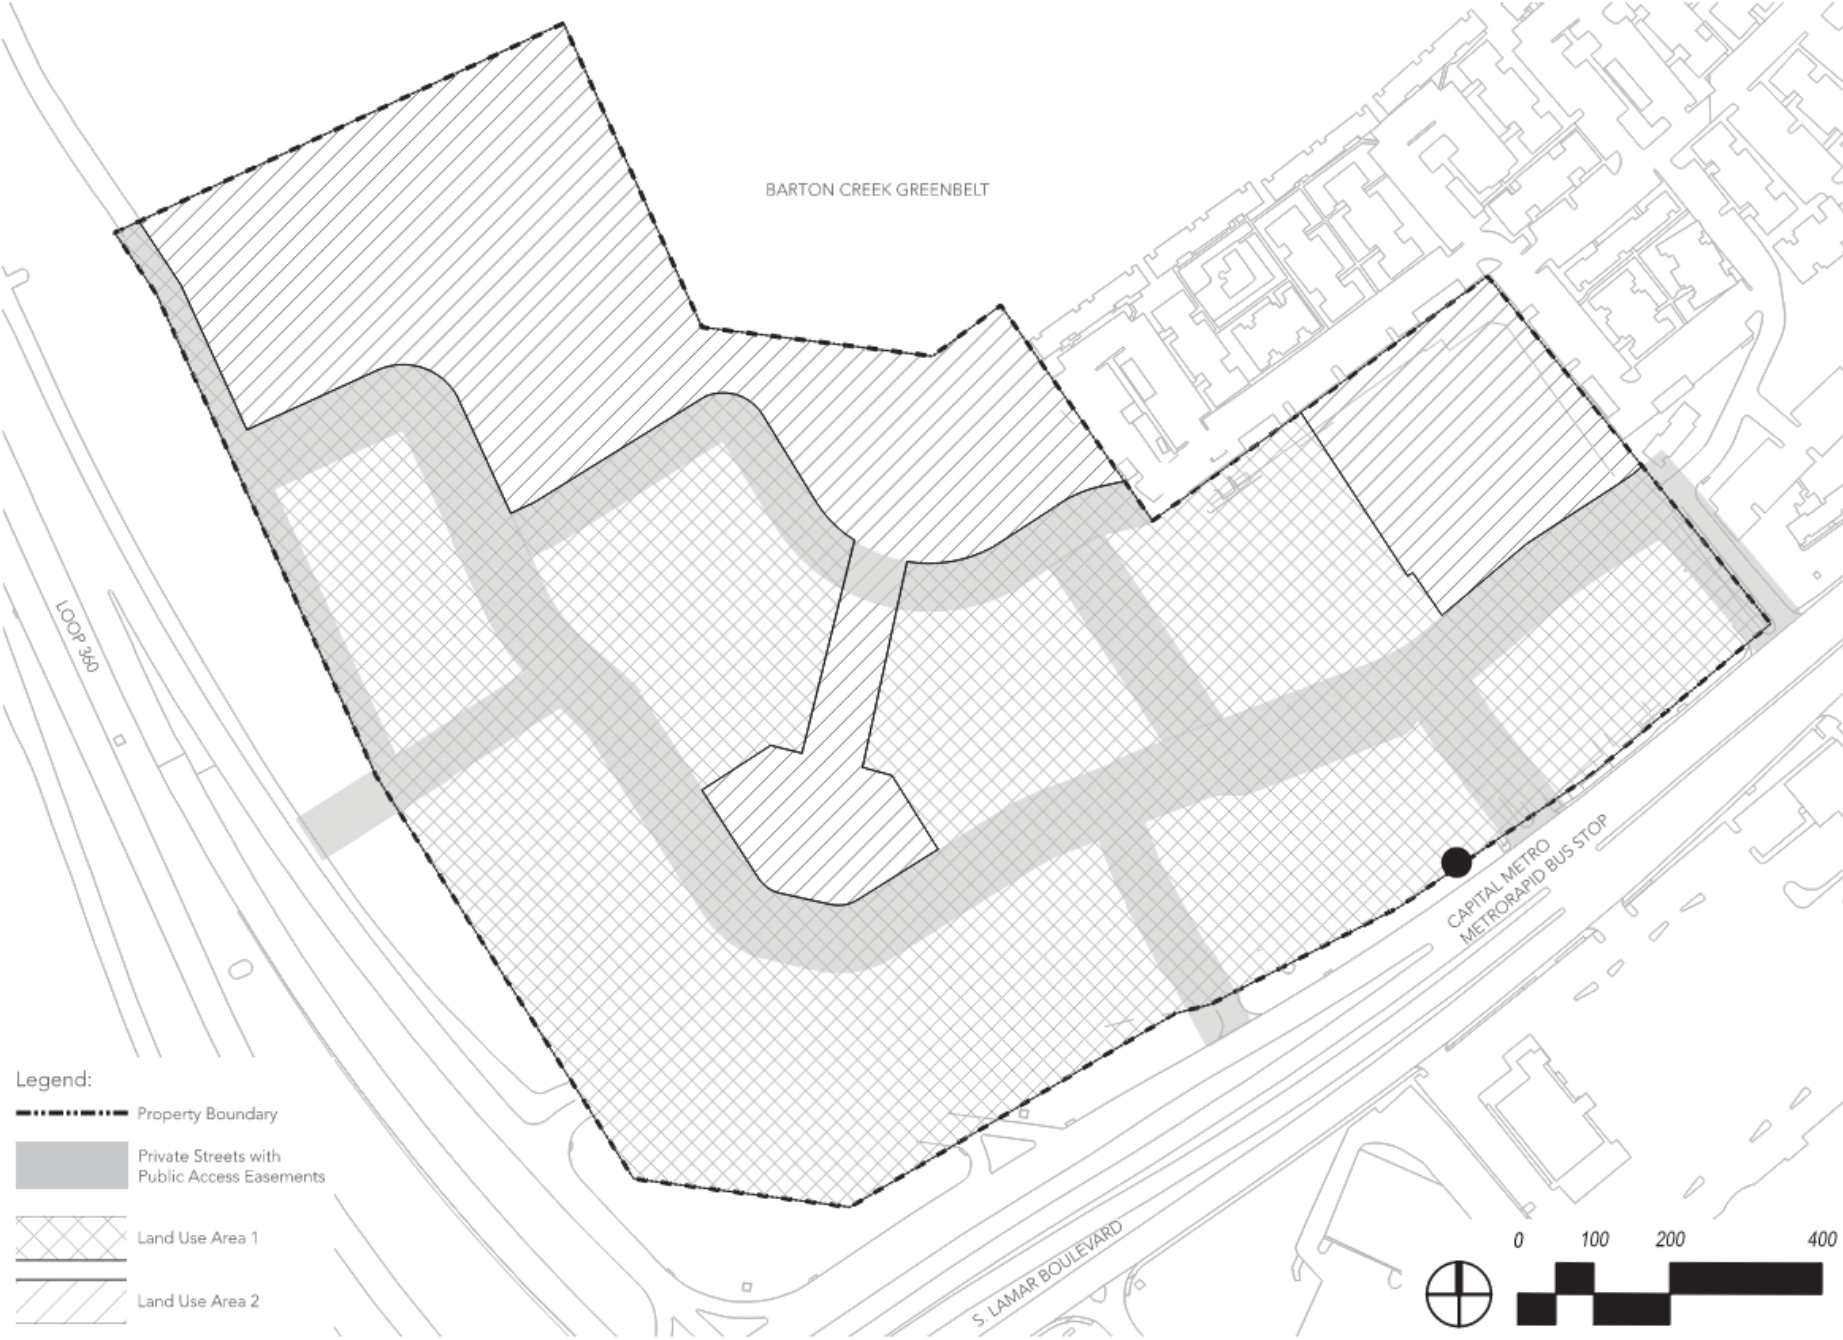 BARTON CREEK GREENBELT
LOOP 360
CAPITAL METRO
METRORAPID BUS STOP
S. LAMAR BOULEVARD
Legend:
Property Boundary
Private Streets with
Public Access Easements
Land Use Area 1
Land Use Area 2
0 100 200 400